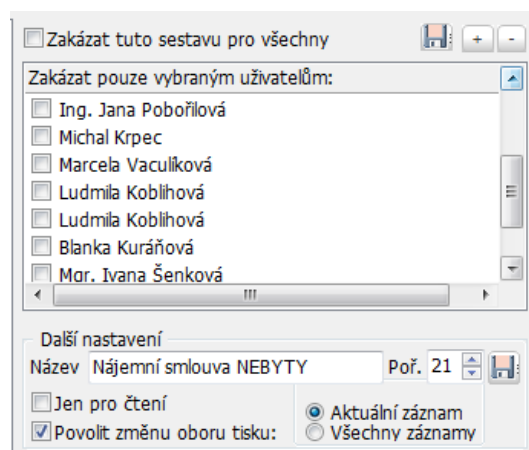 Zakázat tuto sestavu pro všechny + -
Zakázat pouze vybraným uživatelům:
Ing. Jana Pobořilová
Michal Krpec
Marcela Vaculíková
Ludmila Koblihová
Ludmila Koblihová
Blanka Kuráňová
Mgr. Ivana Šenková
Další nastavení
Název Nájemní smlouva NEBYTY Poř. 21
Jen pro čtení
Aktuální záznam
Povolit změnu oboru tisku:
Všechny záznamy